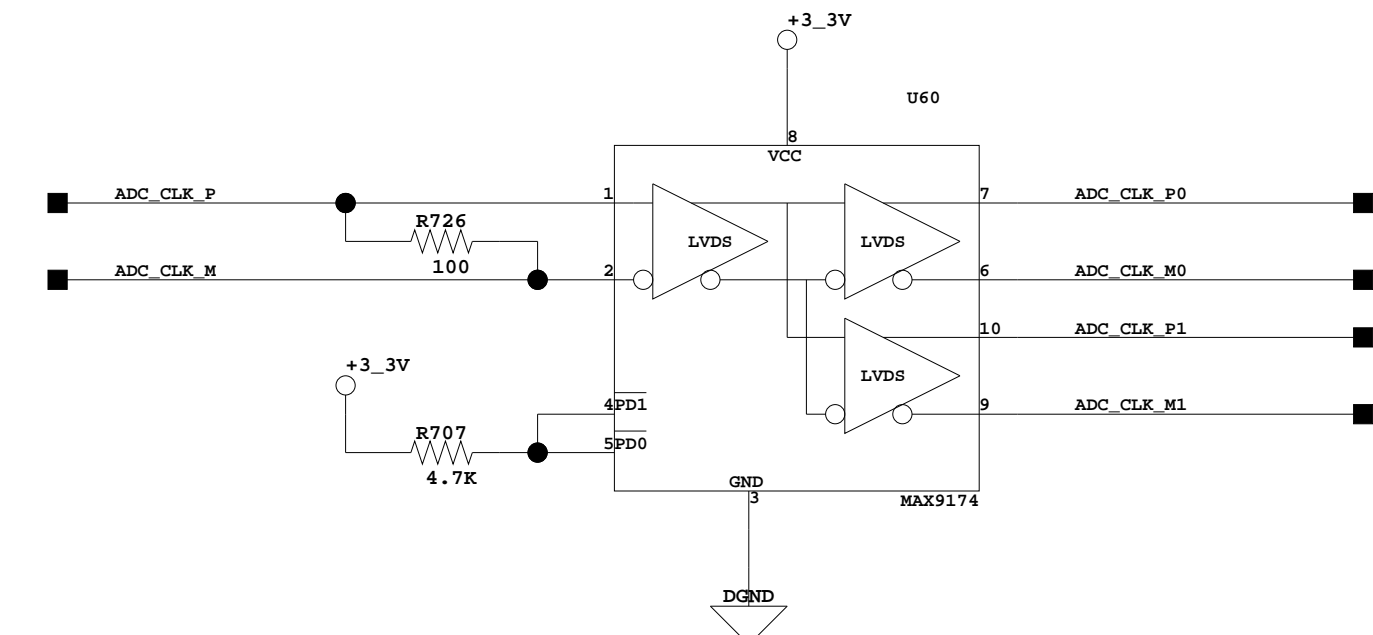 +3_3V
U60
8
VCC
ADC_CLK_P
1
7
ADC_CLK_P0
R726
LVDS
LVDS
100
ADC_CLK_M
2
6
ADC_CLK_M0
10
ADC_CLK_P1
+3_3V
LVDS
4
PD1
9
ADC_CLK_M1
R707
5
PD0
4.7K
GND
3
MAX9174
DGND